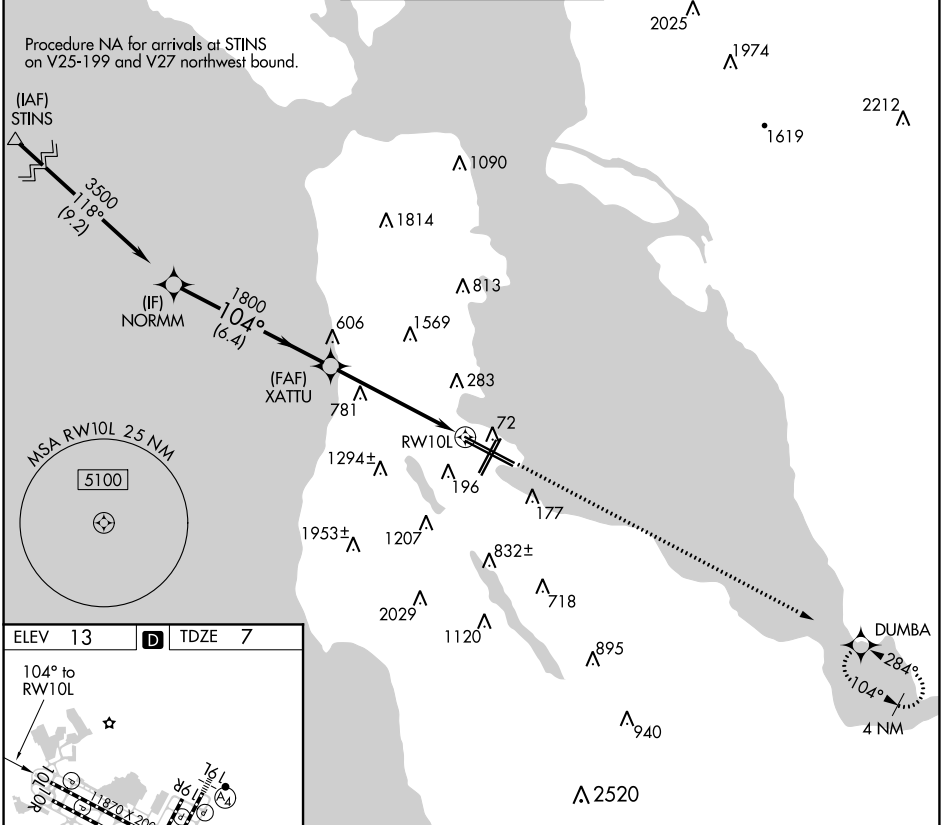 2025
1974
Procedure NA for arrivals at STINS
on V25-199 and V27 northwest bound.
(IAF)
STINS
2212
1619
1090
3500
118°
(9.2)
1814
813
(IF)
NORMM
1800
104°
(6.4)
606
1569
(FAF)
XATTU
781
283
72
RW10L
MSA RW10L 25 NM
5100
1294±
196
177
1953±
1207
832±
718
2029
1120
ELEV 13
D
TDZE 7
DUMBA
895
284°
104°
4 NM
104° to
RW10L
940
2520
19L
19R
A4
10L
10R
P
P
P
P
11870 X 200